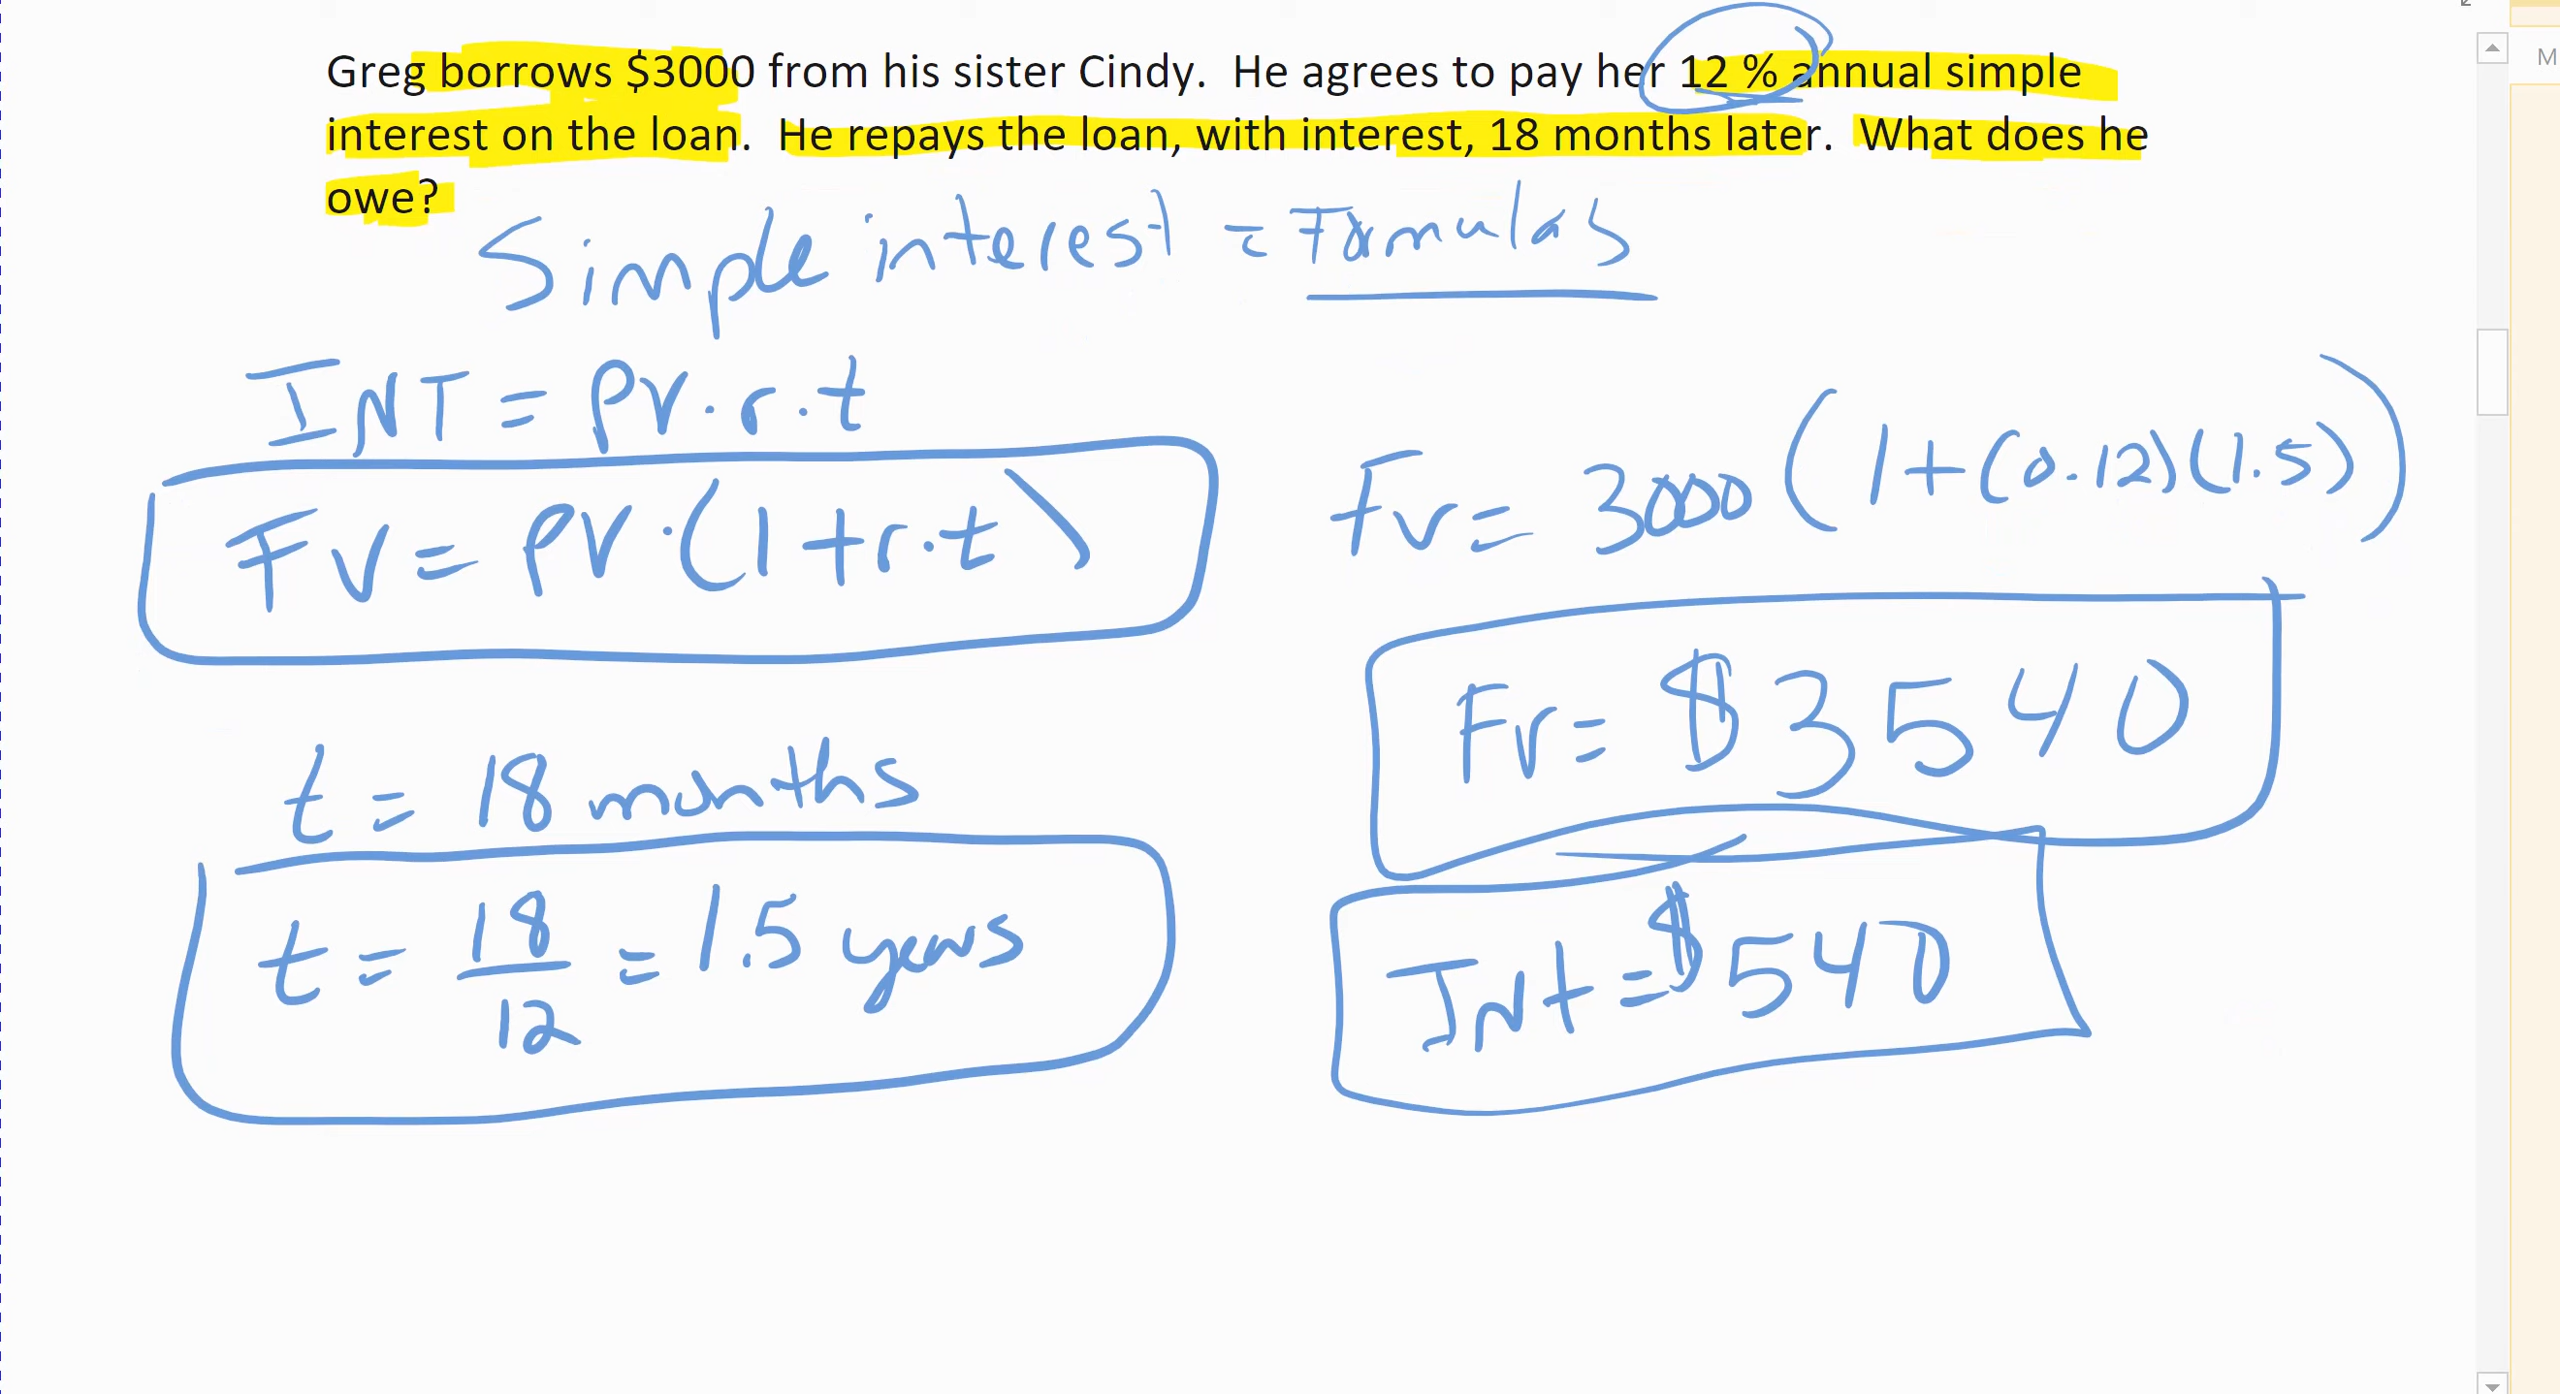 Greg borrows $3000 from his sister Cindy. He agrees to pay her 12 % annual simple
interest on the loan. He repays the loan, with interest, 18 months later. What does he
owe?
Simple interest = Formulas
INT = PV · r · t
FV = PV · (1 + r · t)
t = 18 months
t = 18/12 = 1.5 years
FV = 3000 (1 + (0.12)(1.5))
FV = $3540
INt = $540
M